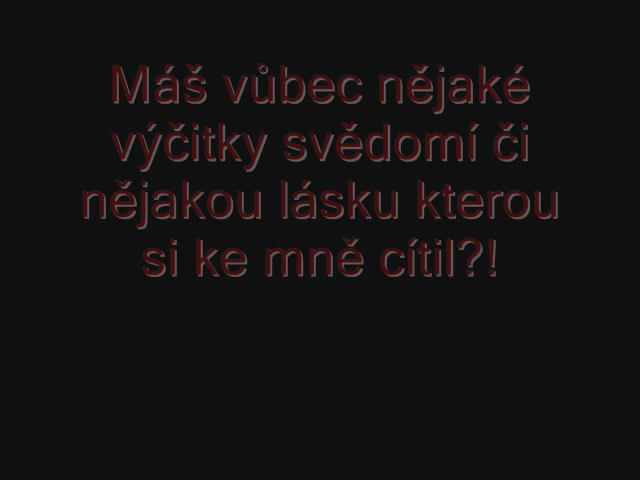 Máš vůbec nějaké
výčitky svědomí či
nějakou lásku kterou
si ke mně cítil?!